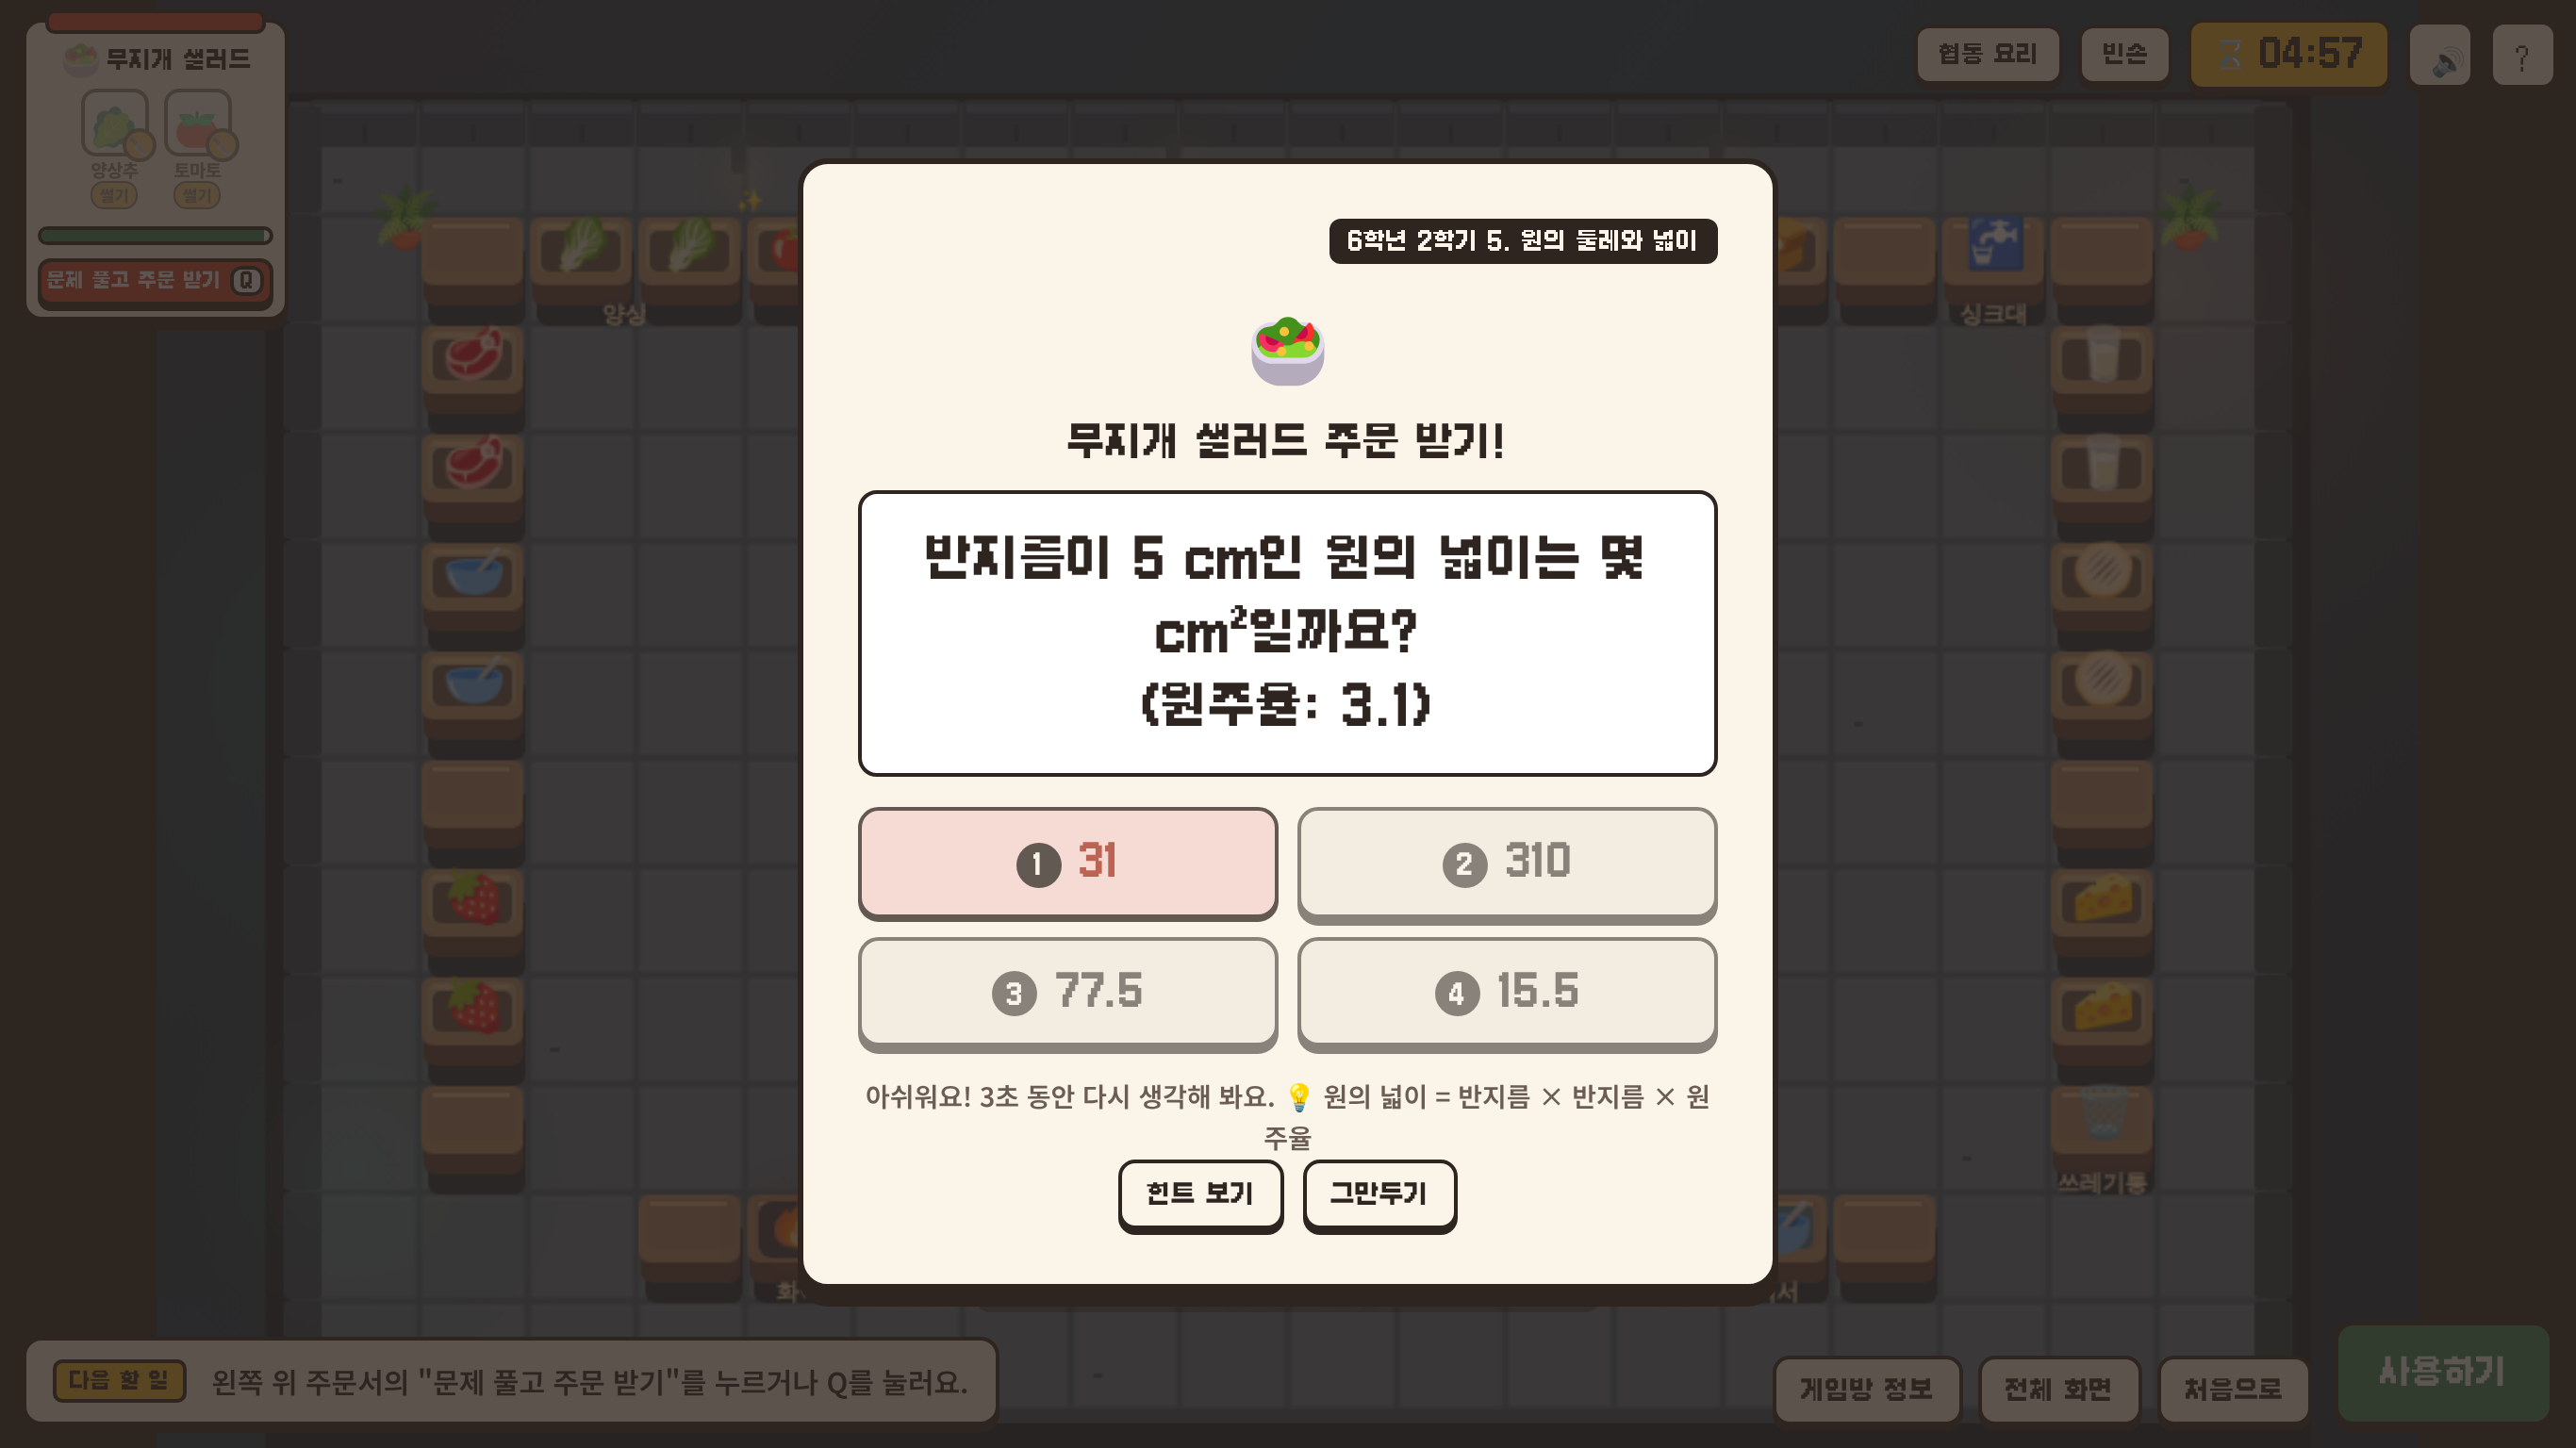 무지개 샐러드
양상추
토마토
썰기
썰기
문제 풀고 주문 받기 Q
협동 요리
빈손
04:57
?
양상
싱크대
6학년 2학기 5. 원의 둘레와 넓이
무지개 샐러드 주문 받기!
반지름이 5 cm인 원의 넓이는 몇
cm²일까요?
(원주율: 3.1)
1 31
2 310
3 77.5
4 15.5
아쉬워요! 3초 동안 다시 생각해 봐요. 💡 원의 넓이 = 반지름 × 반지름 × 원
주율
힌트 보기
그만두기
쓰레기통
다음 할 일
왼쪽 위 주문서의 "문제 풀고 주문 받기"를 누르거나 Q를 눌러요.
게임방 정보
전체 화면
처음으로
사용하기